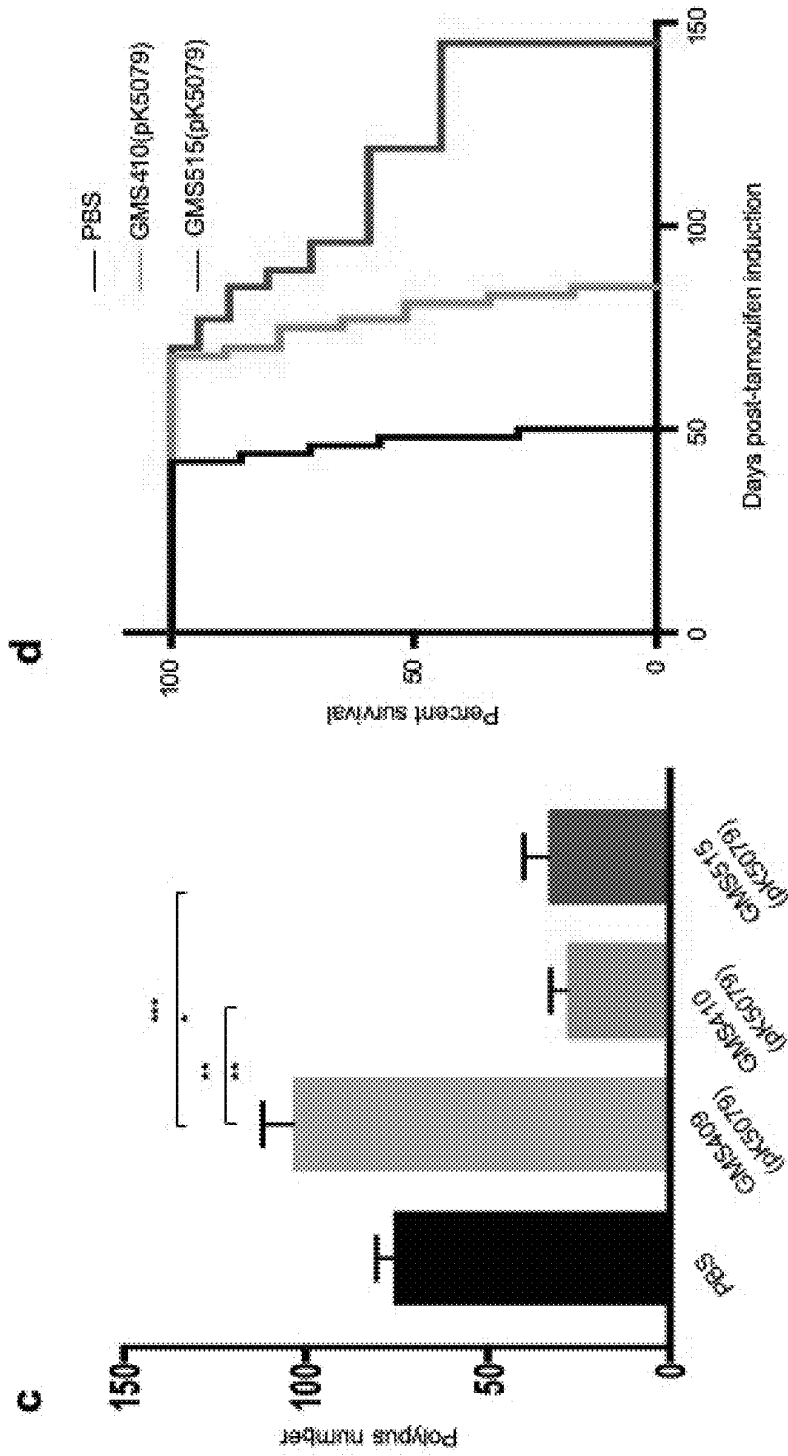 c
Polypus number
150
100
50
0
***
*
**
**
PBS
GMS409
(pK5079)
GMS410
(pK5079)
GMS515
(pK5079)
d
Percent survival
100
50
0
PBS
GMS410(pK5079)
GMS515(pK5079)
0
50
100
150
Days post-tamoxifen induction